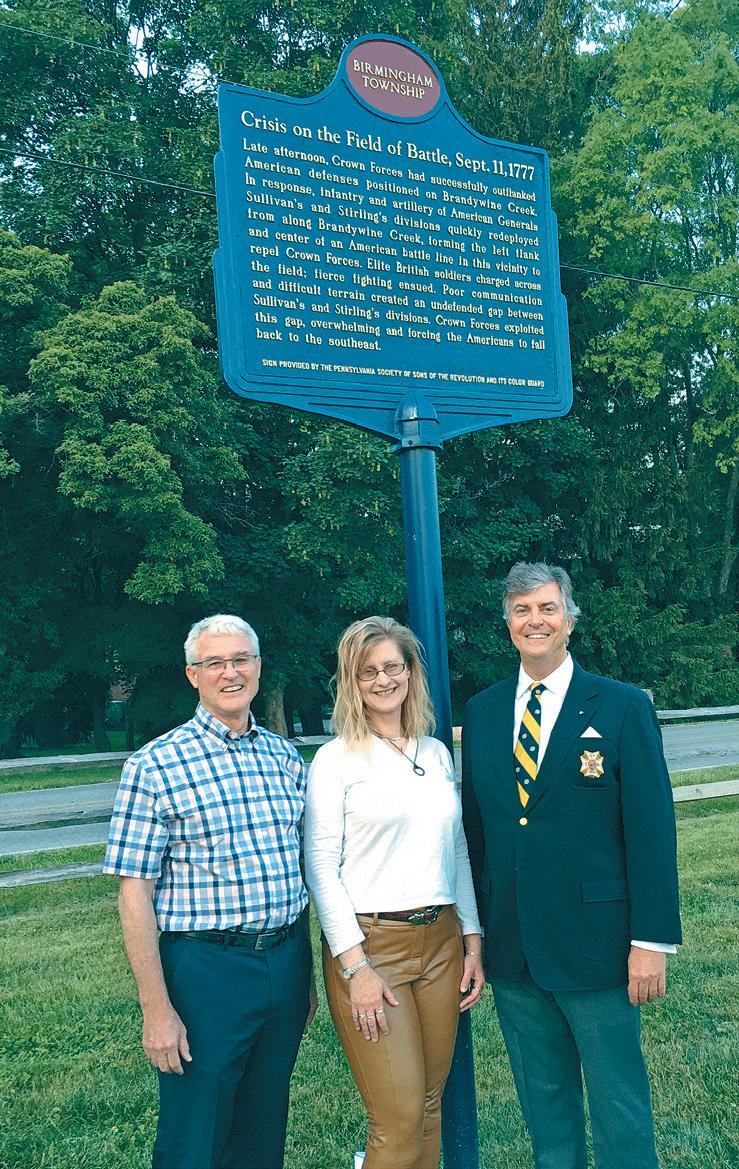 BIRMINGHAM
TOWNSHIP
Crisis on the Field of Battle, Sept. 11, 1777
Late afternoon, Crown Forces had successfully outflanked
American defenses positioned on Brandywine Creek.
In response, infantry and artillery of American Generals
Sullivan's and Stirling's divisions quickly redeployed
from along Brandywine Creek, forming the left flank
and center of an American battle line in this vicinity to
repel Crown Forces. Elite British soldiers charged across
the field; fierce fighting ensued. Poor communication
and difficult terrain created an undefended gap between
Sullivan's and Stirling's divisions. Crown Forces exploited
this gap, overwhelming and forcing the Americans to fall
back to the southeast.
SIGN PROVIDED BY THE PENNSYLVANIA SOCIETY OF SONS OF THE REVOLUTION AND ITS COLOR GUARD